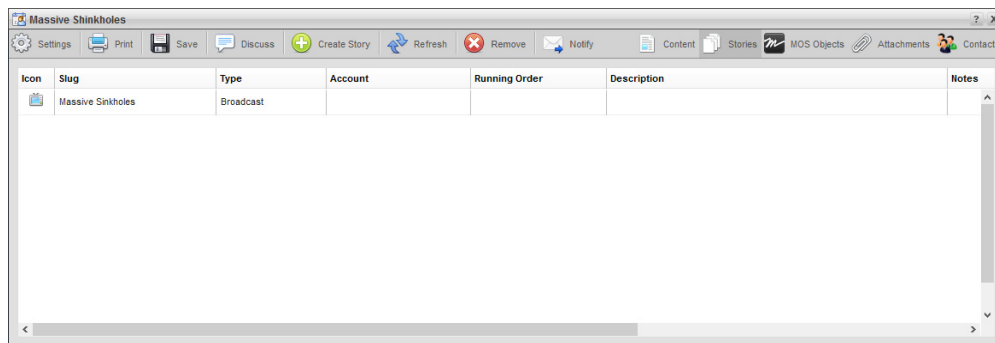 Massive Shinkholes ?
Settings Print Save Discuss Create Story Refresh Remove Notify Content Stories MOS Objects Attachments Contact
Icon Slug Type Account Running Order Description Notes
Massive Sinkholes Broadcast